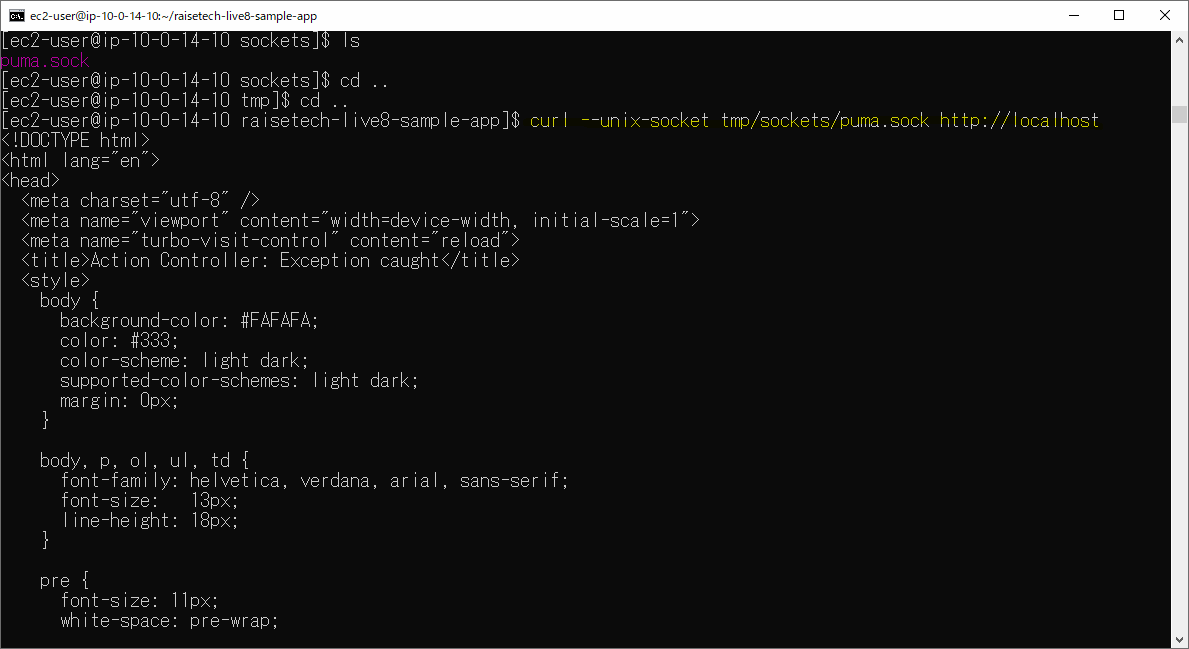 ec2-user@ip-10-0-14-10:~/raisetech-live8-sample-app
[ec2-user@ip-10-0-14-10 sockets]$ ls
puma.sock
[ec2-user@ip-10-0-14-10 sockets]$ cd ..
[ec2-user@ip-10-0-14-10 tmp]$ cd ..
[ec2-user@ip-10-0-14-10 raisetech-live8-sample-app]$ curl --unix-socket tmp/sockets/puma.sock http://localhost
<!DOCTYPE html>
<html lang="en">
<head>
  <meta charset="utf-8" />
  <meta name="viewport" content="width=device-width, initial-scale=1">
  <meta name="turbo-visit-control" content="reload">
  <title>Action Controller: Exception caught</title>
  <style>
    body {
      background-color: #FAFAFA;
      color: #333;
      color-scheme: light dark;
      supported-color-schemes: light dark;
      margin: 0px;
    }

    body, p, ol, ul, td {
      font-family: helvetica, verdana, arial, sans-serif;
      font-size:   13px;
      line-height: 18px;
    }

    pre {
      font-size: 11px;
      white-space: pre-wrap;